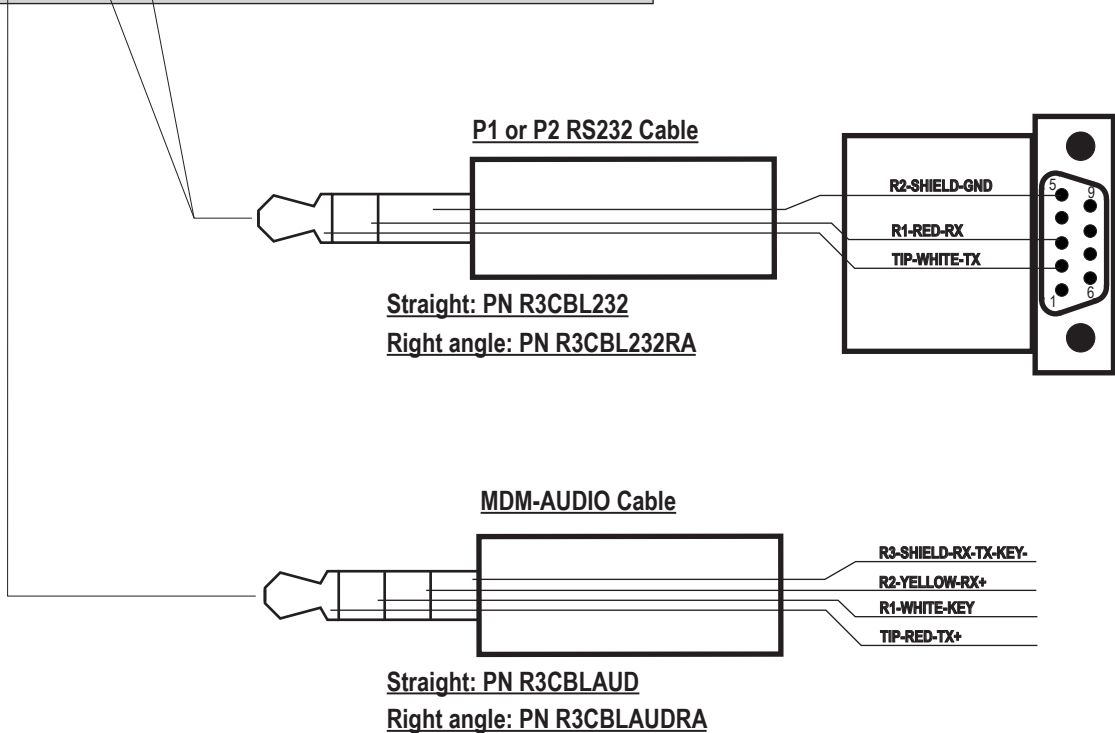 P1 or P2 RS232 Cable
R2-SHIELD-GND
5
9
R1-RED-RX
TIP-WHITE-TX
1
6
Straight: PN R3CBL232
Right angle: PN R3CBL232RA
MDM-AUDIO Cable
R3-SHIELD-RX-TX-KEY-
R2-YELLOW-RX+
R1-WHITE-KEY
TIP-RED-TX+
Straight: PN R3CBLAUD
Right angle: PN R3CBLAUDRA